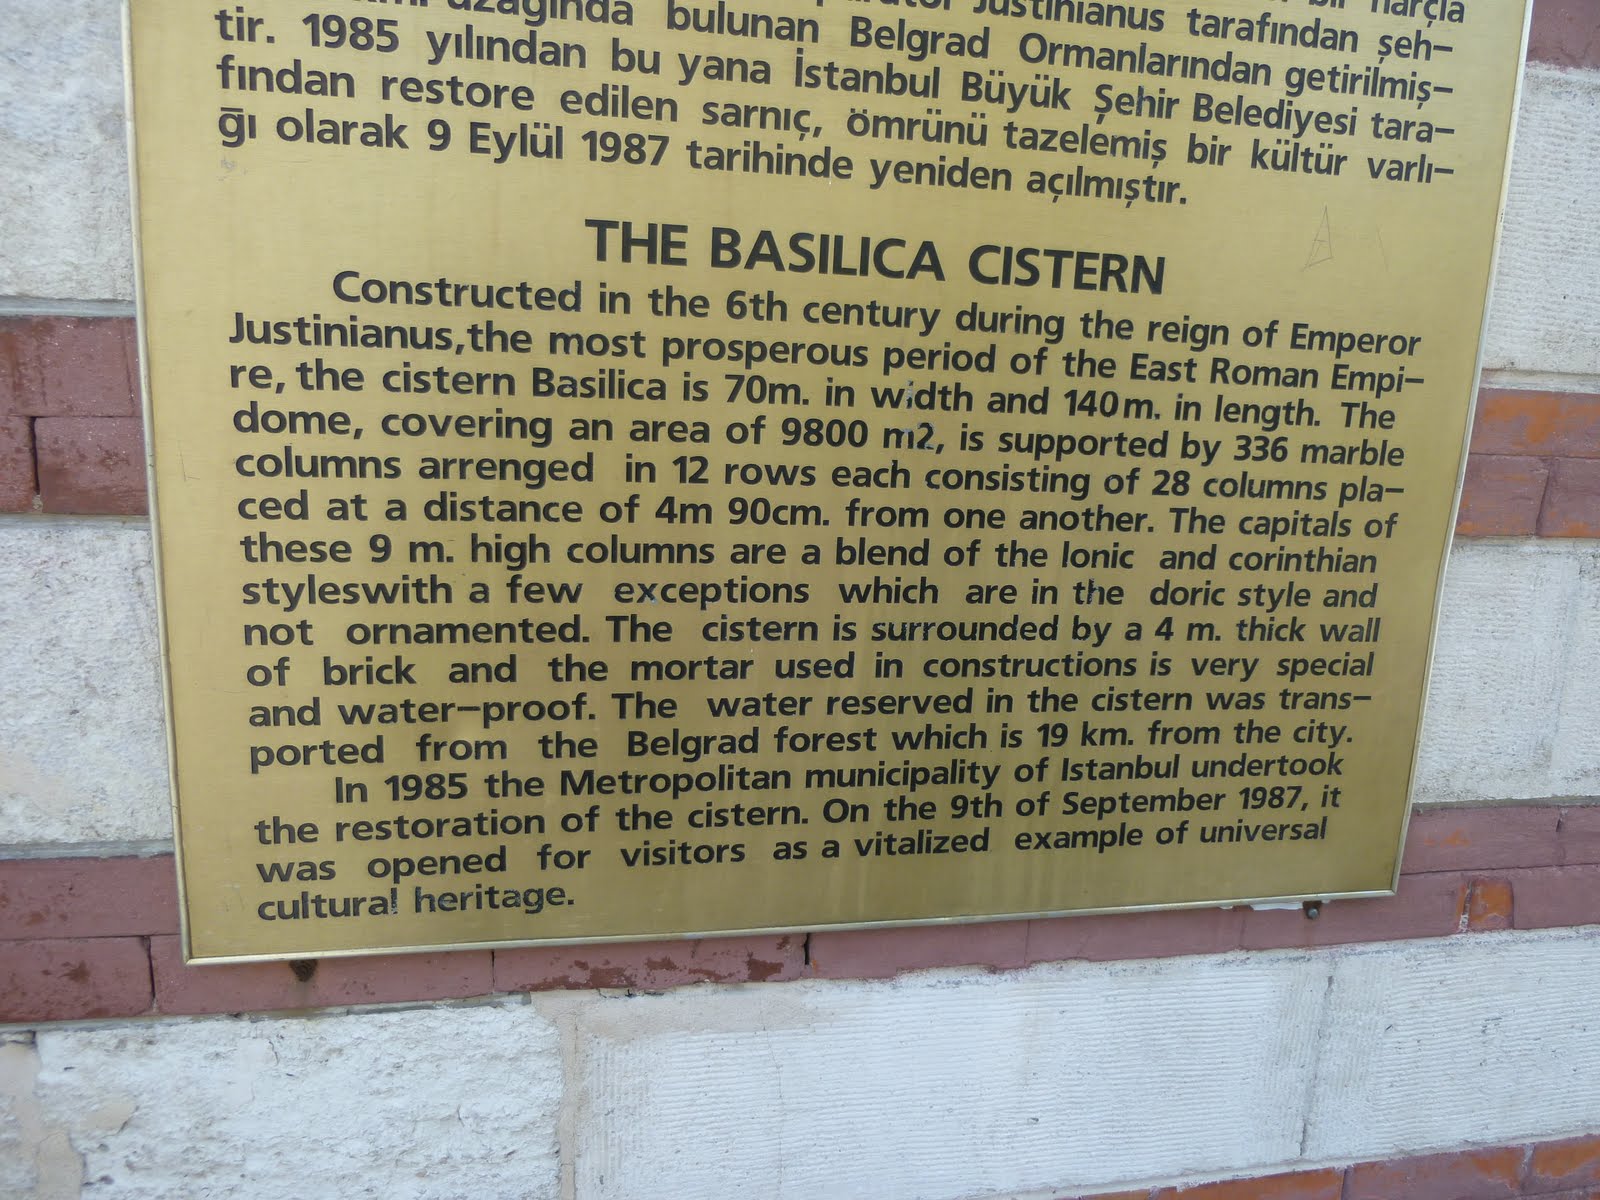 uzağında bulunan Belgrad Ormanlarından getirilmiş-
tir. 1985 yılından bu yana İstanbul Büyük Şehir Belediyesi tara-
fından restore edilen sarnıç, ömrünü tazelemiş bir kültür varlı-
ğı olarak 9 Eylül 1987 tarihinde yeniden açılmıştır.
THE BASILICA CISTERN
Constructed in the 6th century during the reign of Emperor
Justinianus,the most prosperous period of the East Roman Empi-
re, the cistern Basilica is 70m. in width and 140m. in length. The
dome, covering an area of 9800 m2, is supported by 336 marble
columns arrenged in 12 rows each consisting of 28 columns pla-
ced at a distance of 4m 90cm. from one another. The capitals of
these 9 m. high columns are a blend of the Ionic and corinthian
styleswith a few exceptions which are in the doric style and
not ornamented. The cistern is surrounded by a 4 m. thick wall
of brick and the mortar used in constructions is very special
and water-proof. The water reserved in the cistern was trans-
ported from the Belgrad forest which is 19 km. from the city.
In 1985 the Metropolitan municipality of Istanbul undertook
the restoration of the cistern. On the 9th of September 1987, it
was opened for visitors as a vitalized example of universal
cultural heritage.